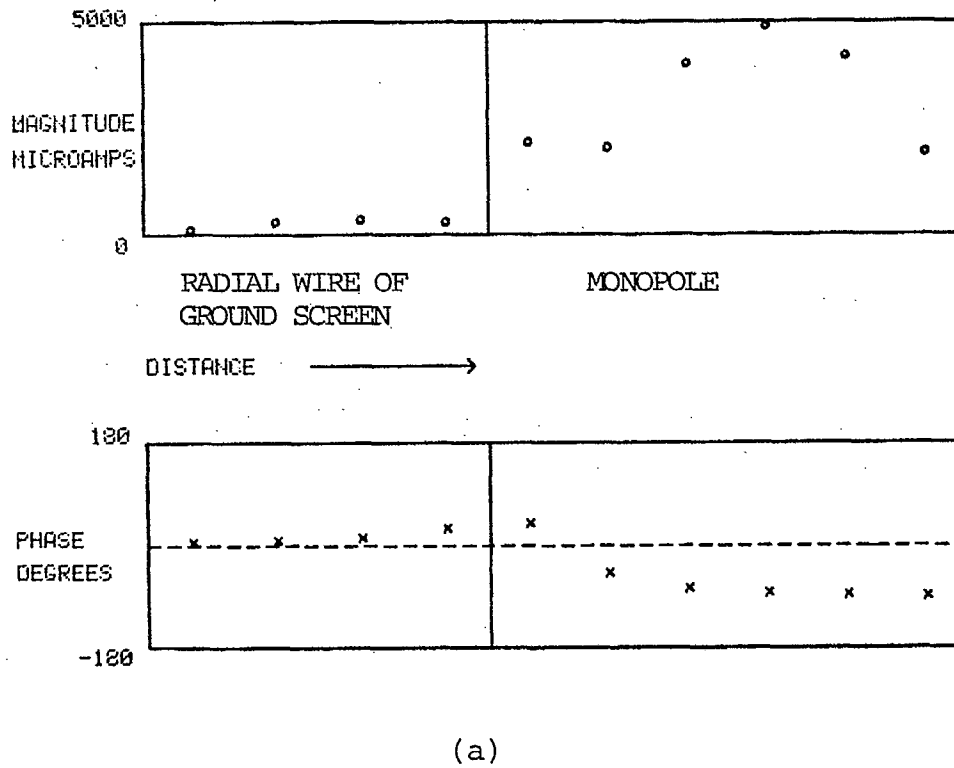 5000
MAGNITUDE
MICROAMPS
0
RADIAL WIRE OF
GROUND SCREEN
MONOPOLE
DISTANCE
180
PHASE
DEGREES
-180
(a)